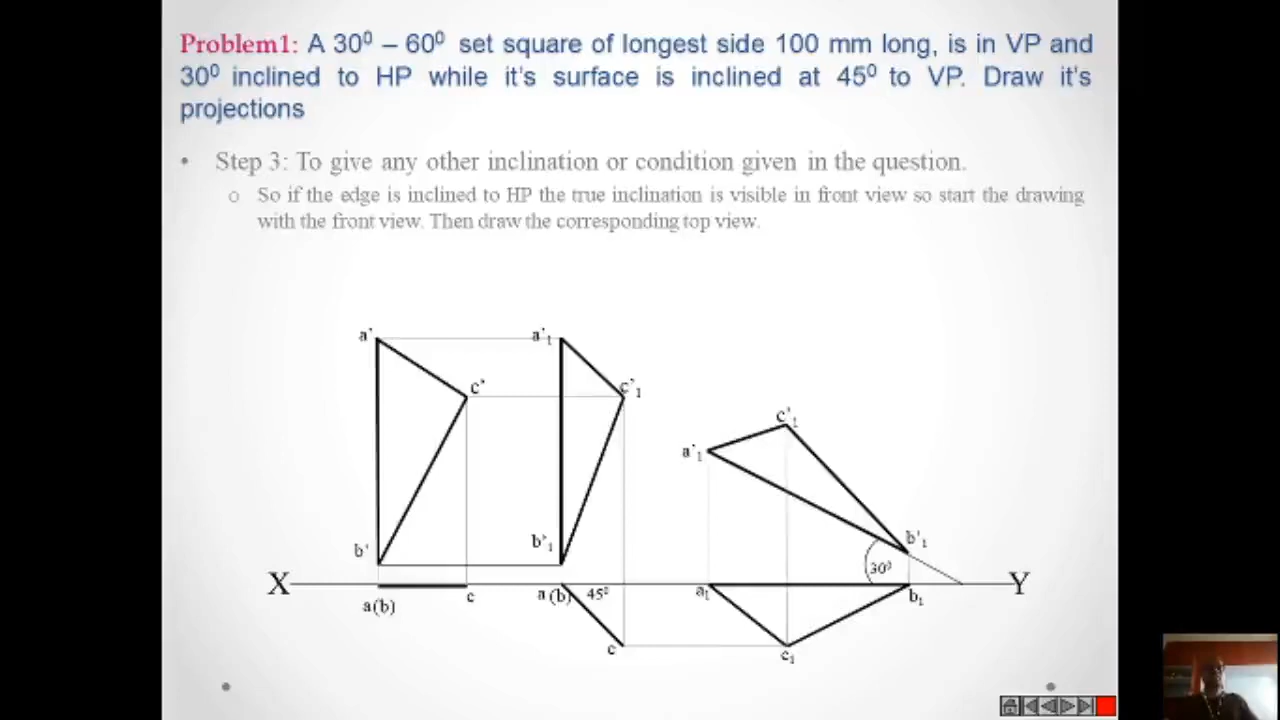 Problem1: A 30⁰ – 60⁰ set square of longest side 100 mm long, is in VP and
30⁰ inclined to HP while it's surface is inclined at 45⁰ to VP. Draw it's
projections
• Step 3: To give any other inclination or condition given in the question.
o So if the edge is inclined to HP the true inclination is visible in front view so start the drawing
with the front view. Then draw the corresponding top view.
a' a'₁
c' c'₁
c'₁
a'₁
b' b'₁ b'₁
30⁰
X Y
a(b) c a (b) 45⁰ a₁ b₁
c c₁